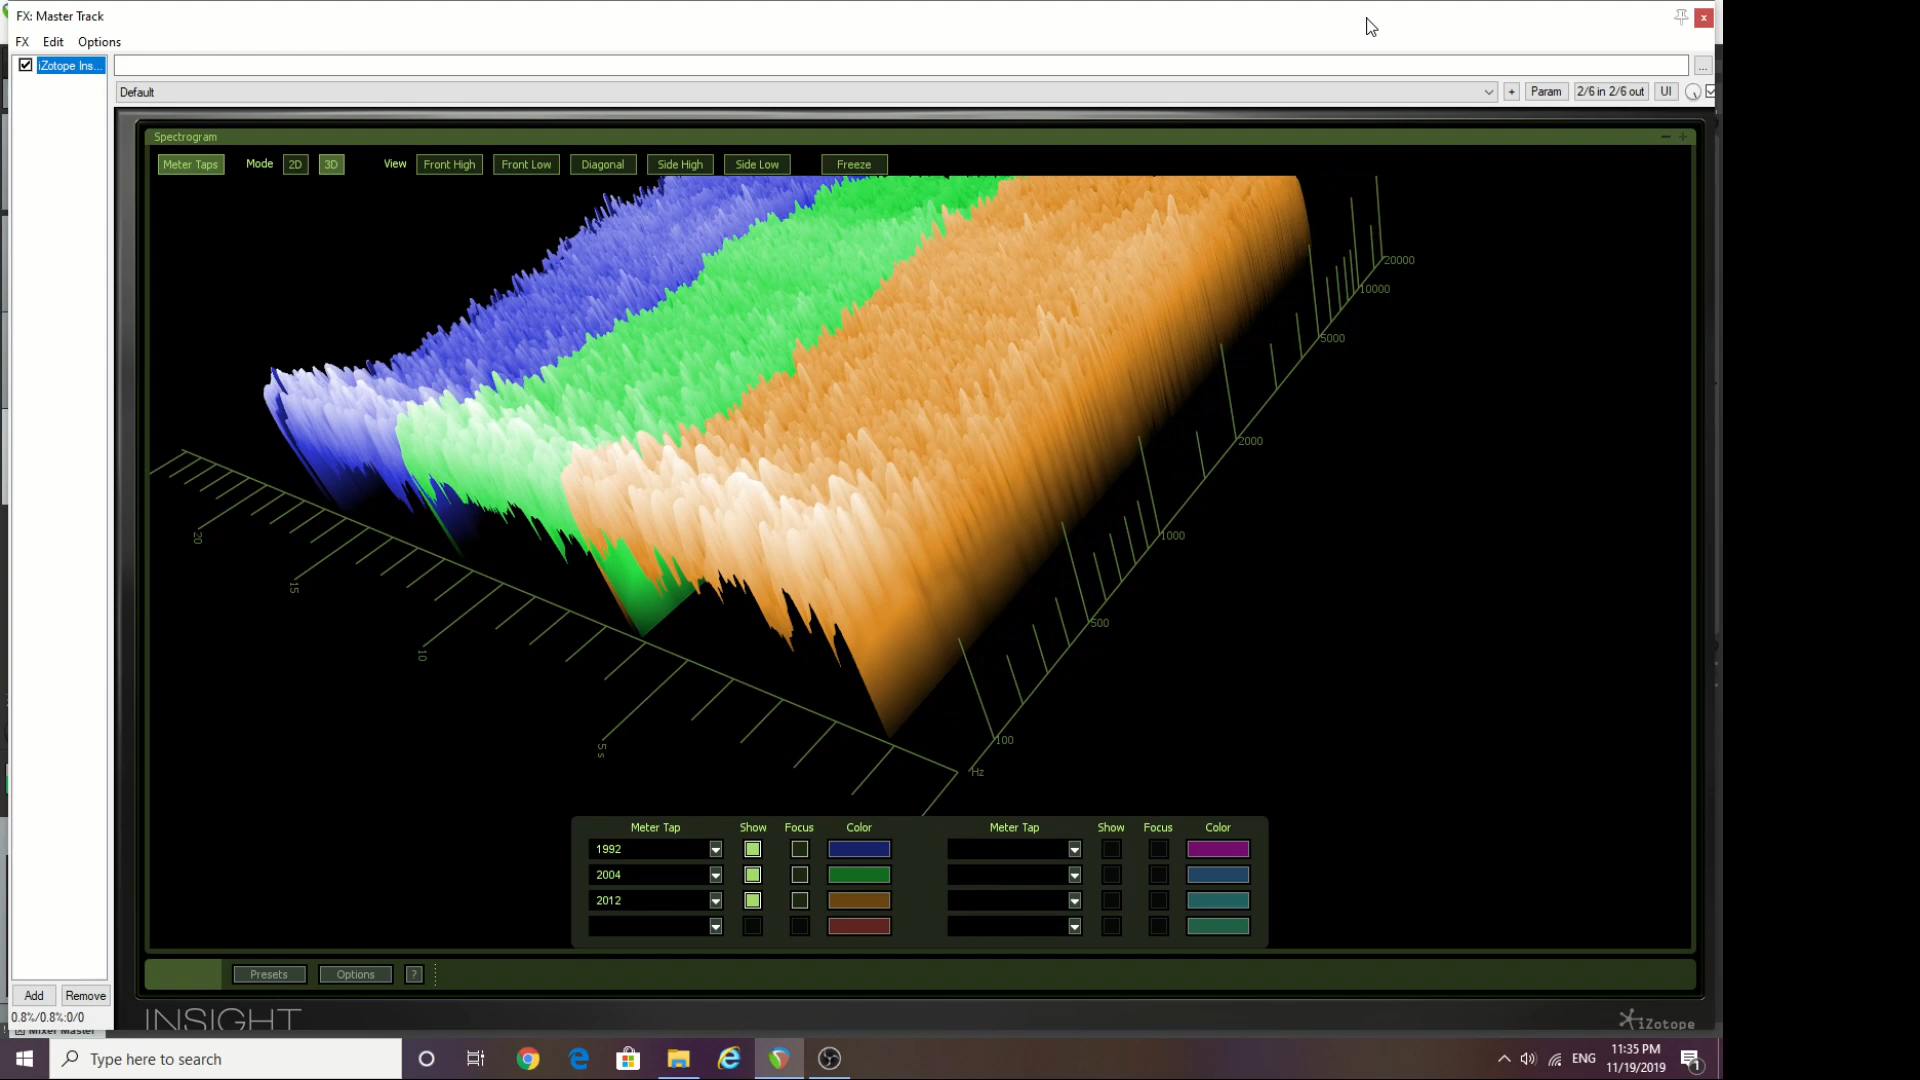 FX: Master Track
FX Edit Options
iZotope Ins...
...
Default + Param 2/6 in 2/6 out UI
Spectrogram
Meter Taps Mode 2D 3D View Front High Front Low Diagonal Side High Side Low Freeze
20000
10000
5000
2000
1000
500
100
Hz
20
15
10
5 s
Meter Tap Show Focus Color Meter Tap Show Focus Color
1992
2004
2012
Presets Options ?
Add Remove
0.8%/0.8%:0/0
Mixer Master
INSIGHT
iZotope
Type here to search
ENG
11:35 PM
11/19/2019
1